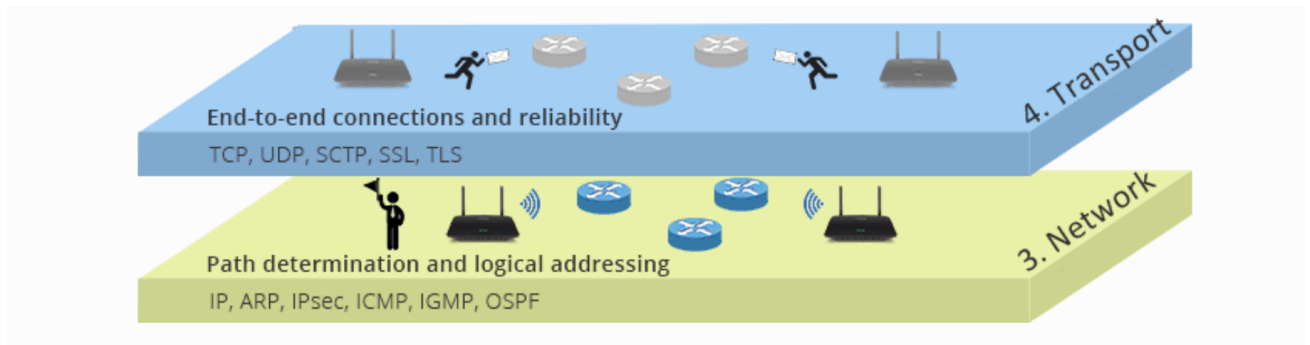 4. Transport
End-to-end connections and reliability
TCP, UDP, SCTP, SSL, TLS
3. Network
Path determination and logical addressing
IP, ARP, IPsec, ICMP, IGMP, OSPF